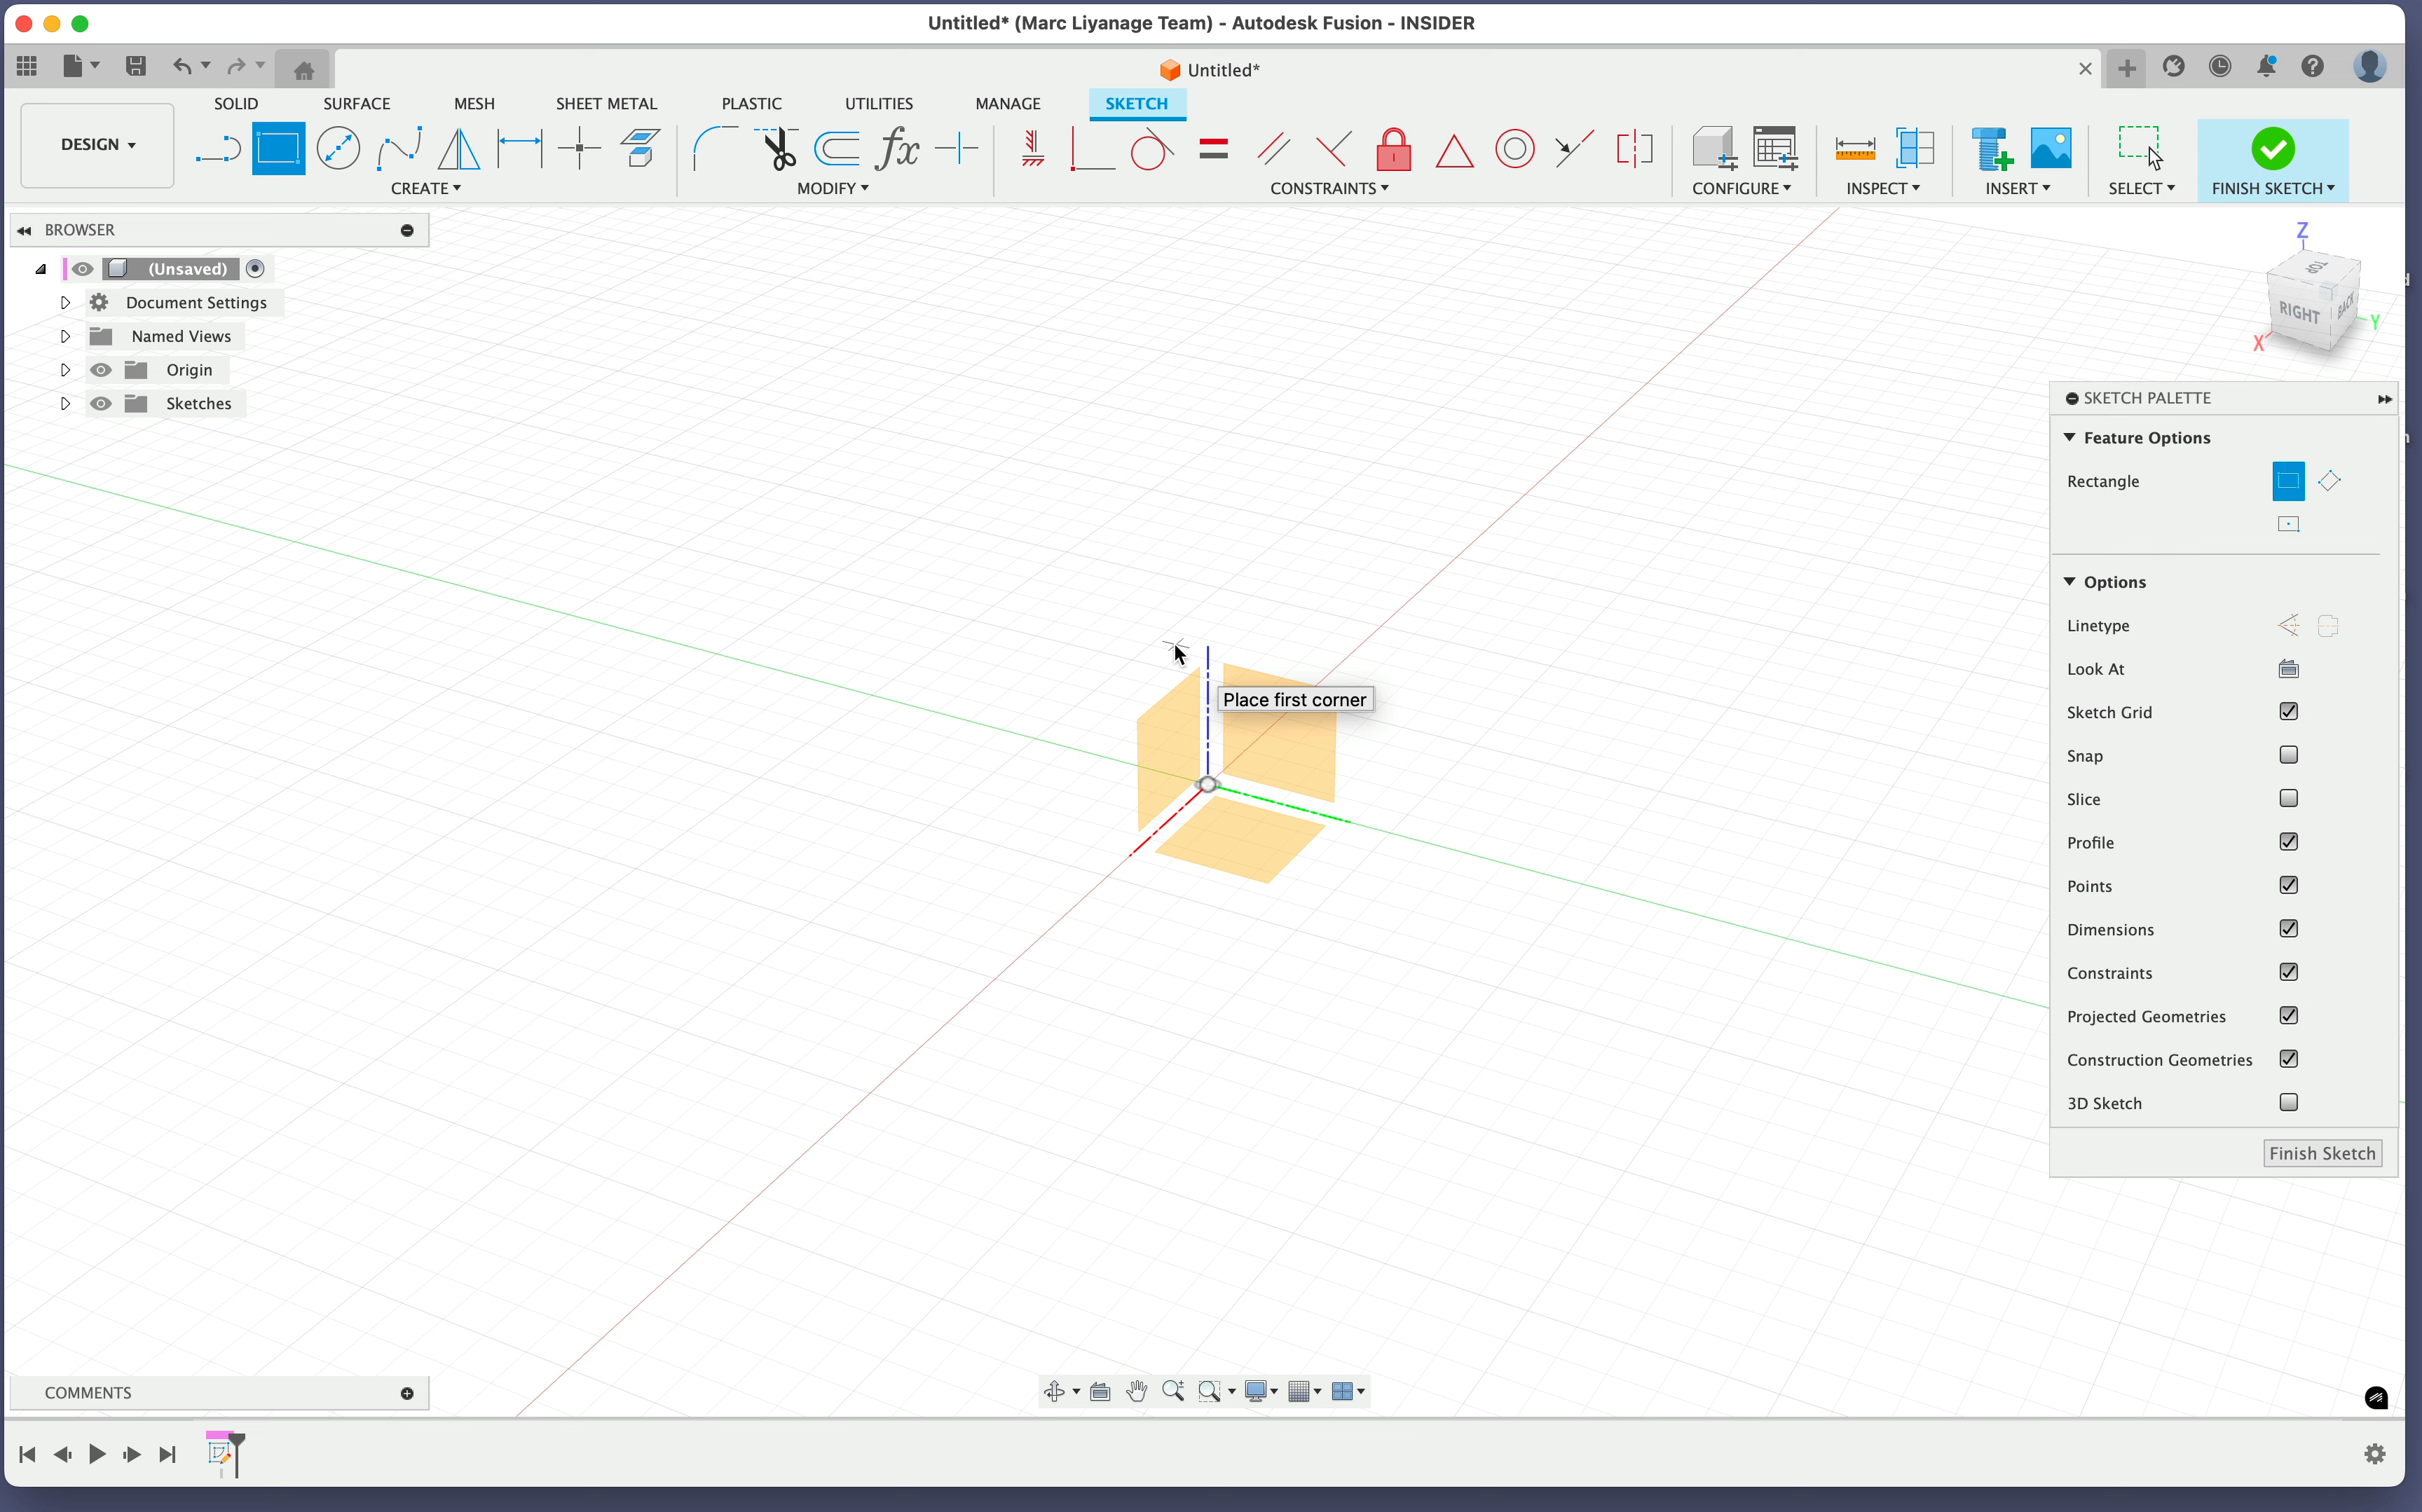 Untitled* (Marc Liyanage Team) - Autodesk Fusion - INSIDER
Untitled*
SOLID SURFACE MESH SHEET METAL PLASTIC UTILITIES MANAGE SKETCH
DESIGN
fx
CREATE MODIFY CONSTRAINTS CONFIGURE INSPECT INSERT SELECT FINISH SKETCH
BROWSER
(Unsaved)
Document Settings
Named Views
Origin
Sketches
Z
TOP
RIGHT BACK
Y
X
SKETCH PALETTE
Feature Options
Rectangle
Options
Linetype
Look At
Sketch Grid
Snap
Slice
Profile
Points
Dimensions
Constraints
Projected Geometries
Construction Geometries
3D Sketch
Finish Sketch
Place first corner
COMMENTS